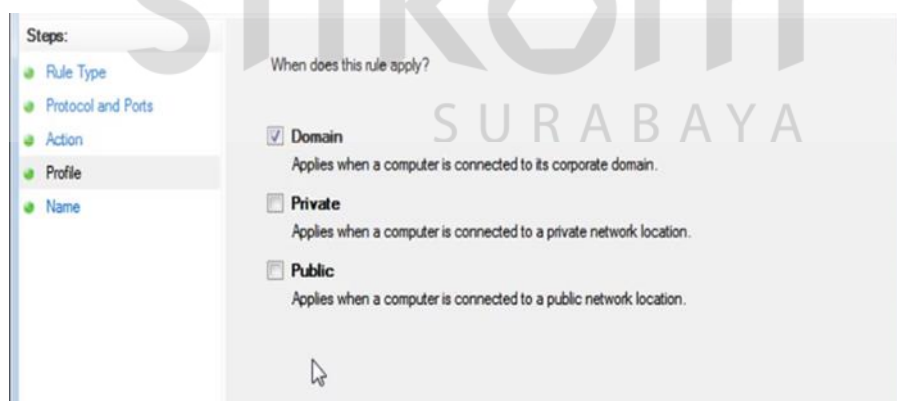 Steps:
Rule Type
Protocol and Ports
Action
Profile
Name
When does this rule apply?
SURABAYA
Domain
Applies when a computer is connected to its corporate domain.
Private
Applies when a computer is connected to a private network location.
Public
Applies when a computer is connected to a public network location.